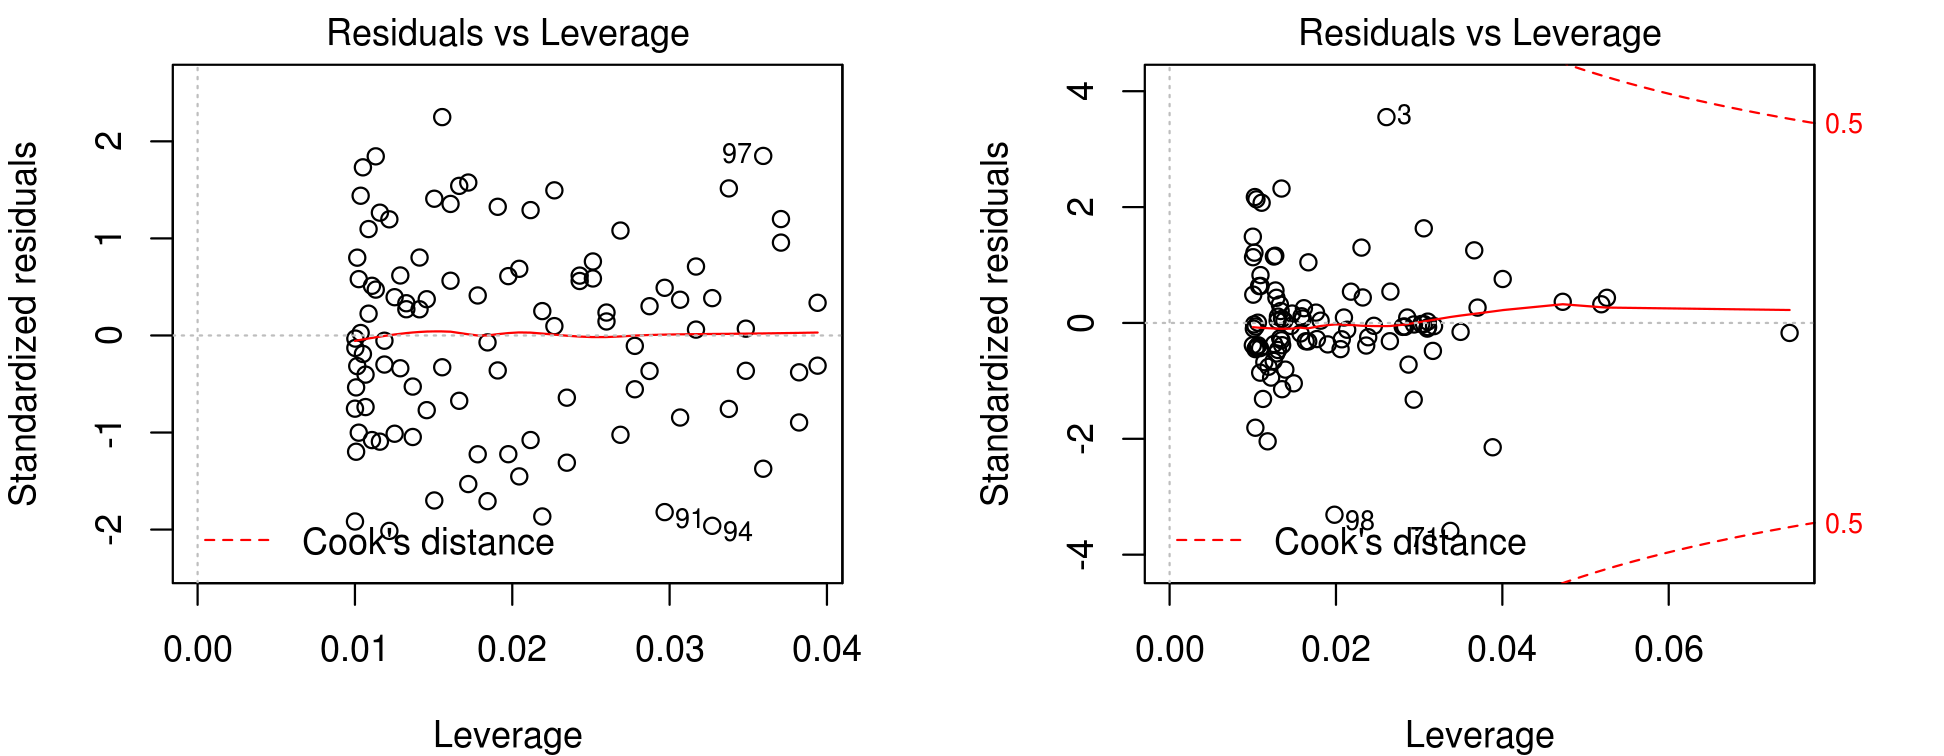 Residuals vs Leverage
Standardized residuals
2
1
0
-1
-2
97
91
94
Cook's distance
0.00 0.01 0.02 0.03 0.04
Leverage
Residuals vs Leverage
Standardized residuals
4
2
0
-2
-4
3
0.5
98
71
0.5
Cook's distance
0.00 0.02 0.04 0.06
Leverage